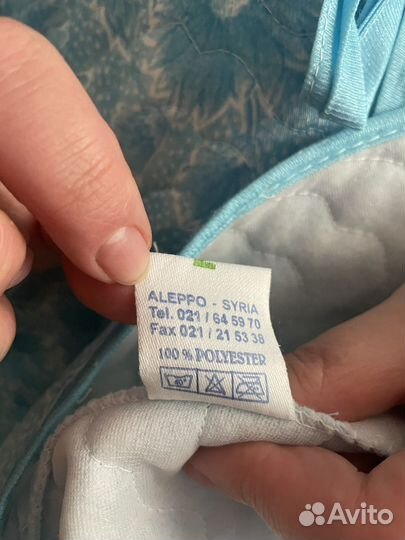 ALEPPO - SYRIA
Tel. 021 / 64 59 70
Fax 021 / 21 53 38
100 % POLYESTER
Avito